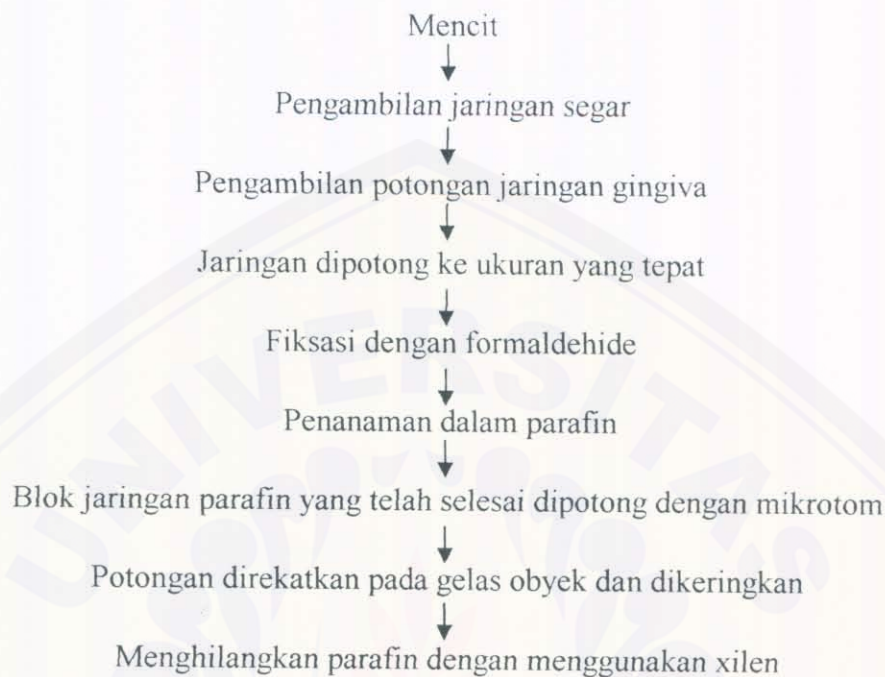 Mencit
Pengambilan jaringan segar
Pengambilan potongan jaringan gingiva
Jaringan dipotong ke ukuran yang tepat
Fiksasi dengan formaldehide
Penanaman dalam parafin
Blok jaringan parafin yang telah selesai dipotong dengan mikrotom
Potongan direkatkan pada gelas obyek dan dikeringkan
Menghilangkan parafin dengan menggunakan xilen
UNIVERSITAS